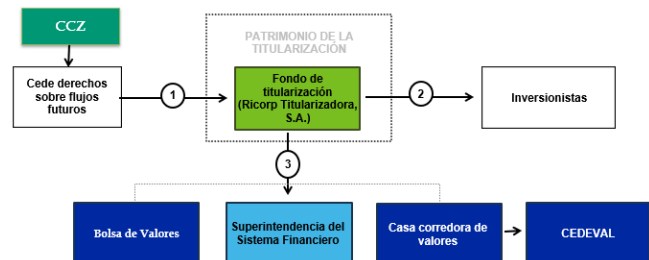 CCZ
PATRIMONIO DE LA
TITULARIZACIÓN
Cede derechos
sobre flujos
futuros
1
Fondo de
titularización
(Ricorp Titularizadora,
S.A.)
2
Inversionistas
3
Bolsa de Valores
Superintendencia del
Sistema Financiero
Casa corredora de
valores
CEDEVAL